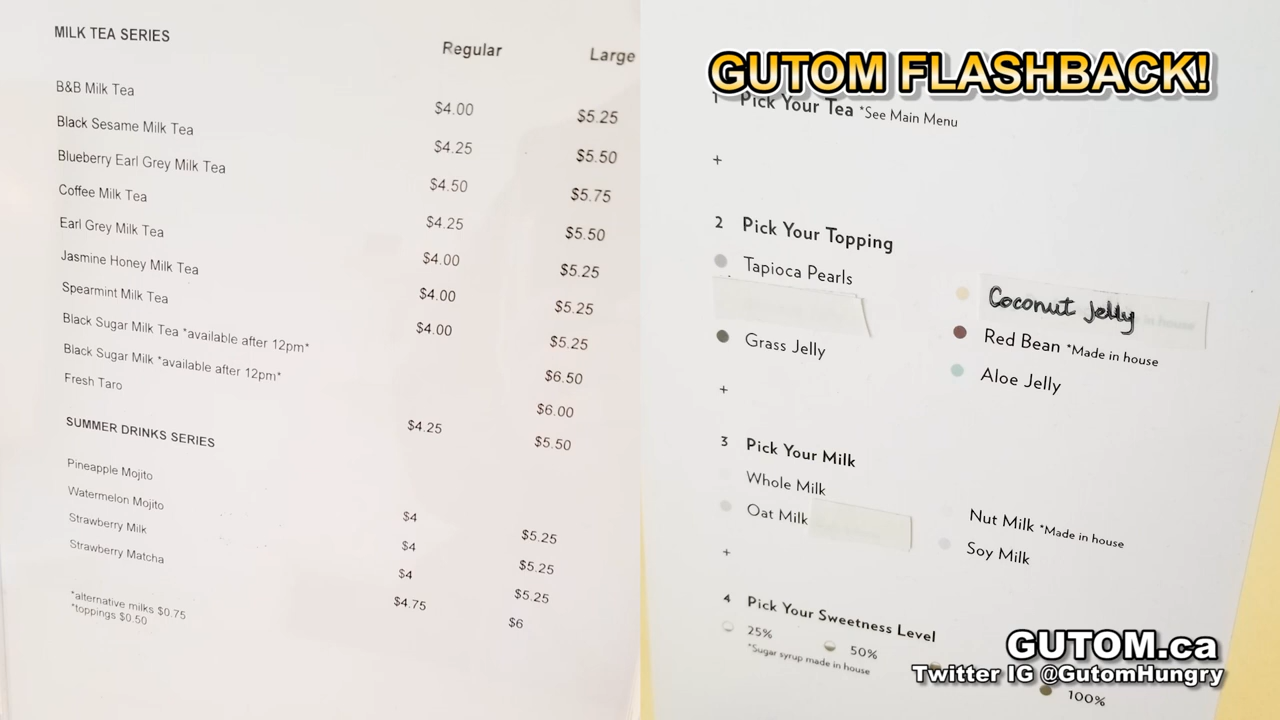 MILK TEA SERIES Regular Large
B&B Milk Tea $4.00 $5.25
Black Sesame Milk Tea $4.25 $5.50
Blueberry Earl Grey Milk Tea $4.50 $5.75
Coffee Milk Tea $4.25 $5.50
Earl Grey Milk Tea $4.00 $5.25
Jasmine Honey Milk Tea $4.00 $5.25
Spearmint Milk Tea $4.00 $5.25
Black Sugar Milk Tea *available after 12pm* $6.50
Black Sugar Milk *available after 12pm* $6.00
Fresh Taro $4.25 $5.50
SUMMER DRINKS SERIES
Pineapple Mojito $4 $5.25
Watermelon Mojito $4 $5.25
Strawberry Milk $4 $5.25
Strawberry Matcha $4.75 $6
*alternative milks $0.75
*toppings $0.50
GUTOM FLASHBACK!
1 Pick Your Tea *See Main Menu
+
2 Pick Your Topping
Tapioca Pearls
Coconut Jelly in house
Grass Jelly
Red Bean *Made in house
Aloe Jelly
+
3 Pick Your Milk
Whole Milk
Oat Milk
Nut Milk *Made in house
Soy Milk
+
4 Pick Your Sweetness Level
25% 50%
*Sugar syrup made in house
100%
GUTOM.ca
Twitter IG @GutomHungry